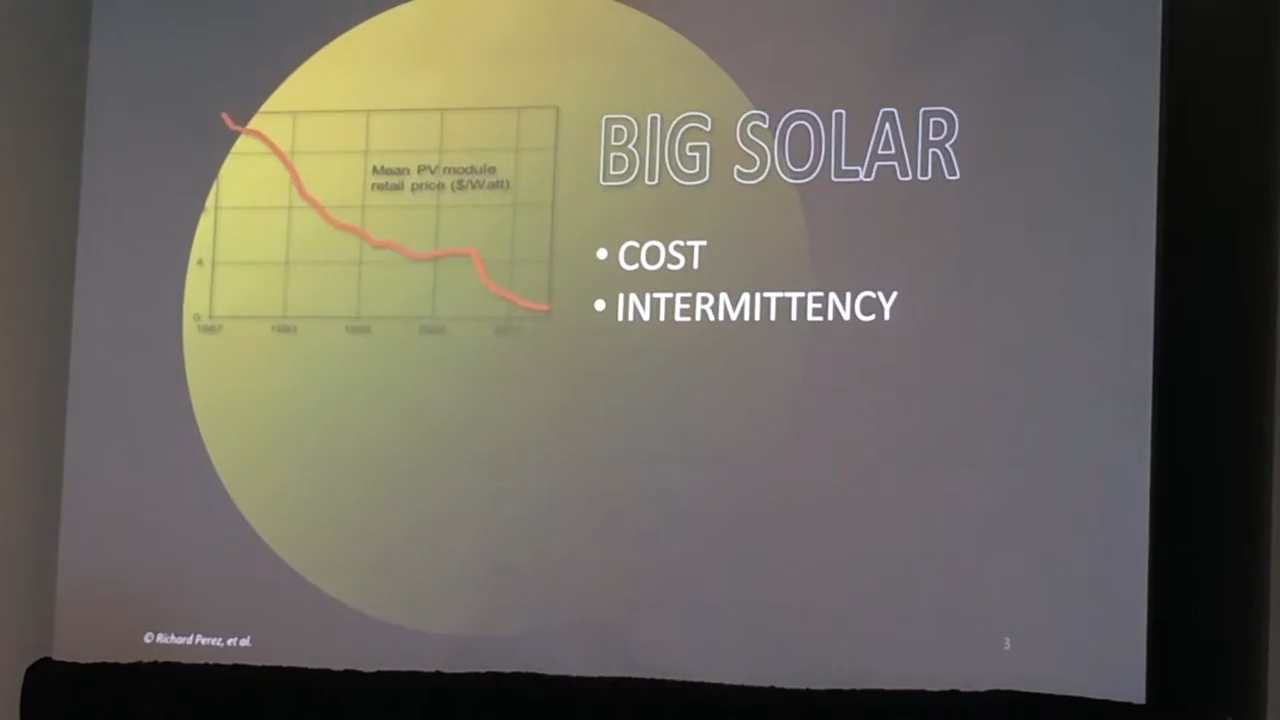 BIG SOLAR
• COST
• INTERMITTENCY
Mean PV module
retail price ($/Watt)
4
0
© Richard Perez, et al.
3